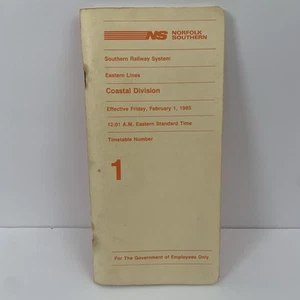 NS NORFOLK
SOUTHERN
Southern Railway System
Eastern Lines
Coastal Division
Effective Friday, February 1, 1985
12:01 A.M. Eastern Standard Time
Timetable Number
1
For The Government of Employees Only